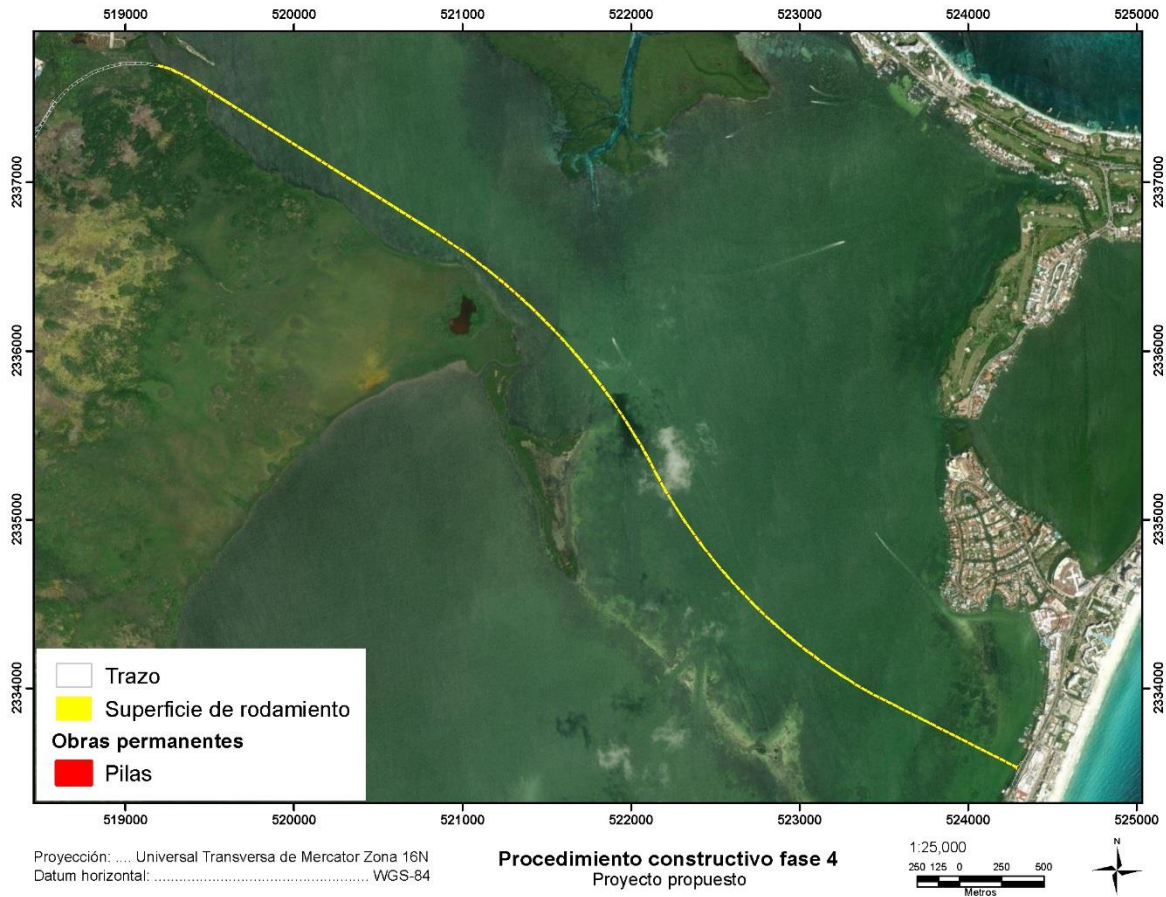 519000 520000 521000 522000 523000 524000 525000
2337000 2337000
2336000 2336000
2335000 2335000
2334000 2334000
Trazo
Superficie de rodamiento
Obras permanentes
Pilas
519000 520000 521000 522000 523000 524000 525000
Proyección: .... Universal Transversa de Mercator Zona 16N
Datum horizontal: ................................................... WGS-84
Procedimiento constructivo fase 4
Proyecto propuesto
1:25,000
250 125 0 250 500
Metros
N